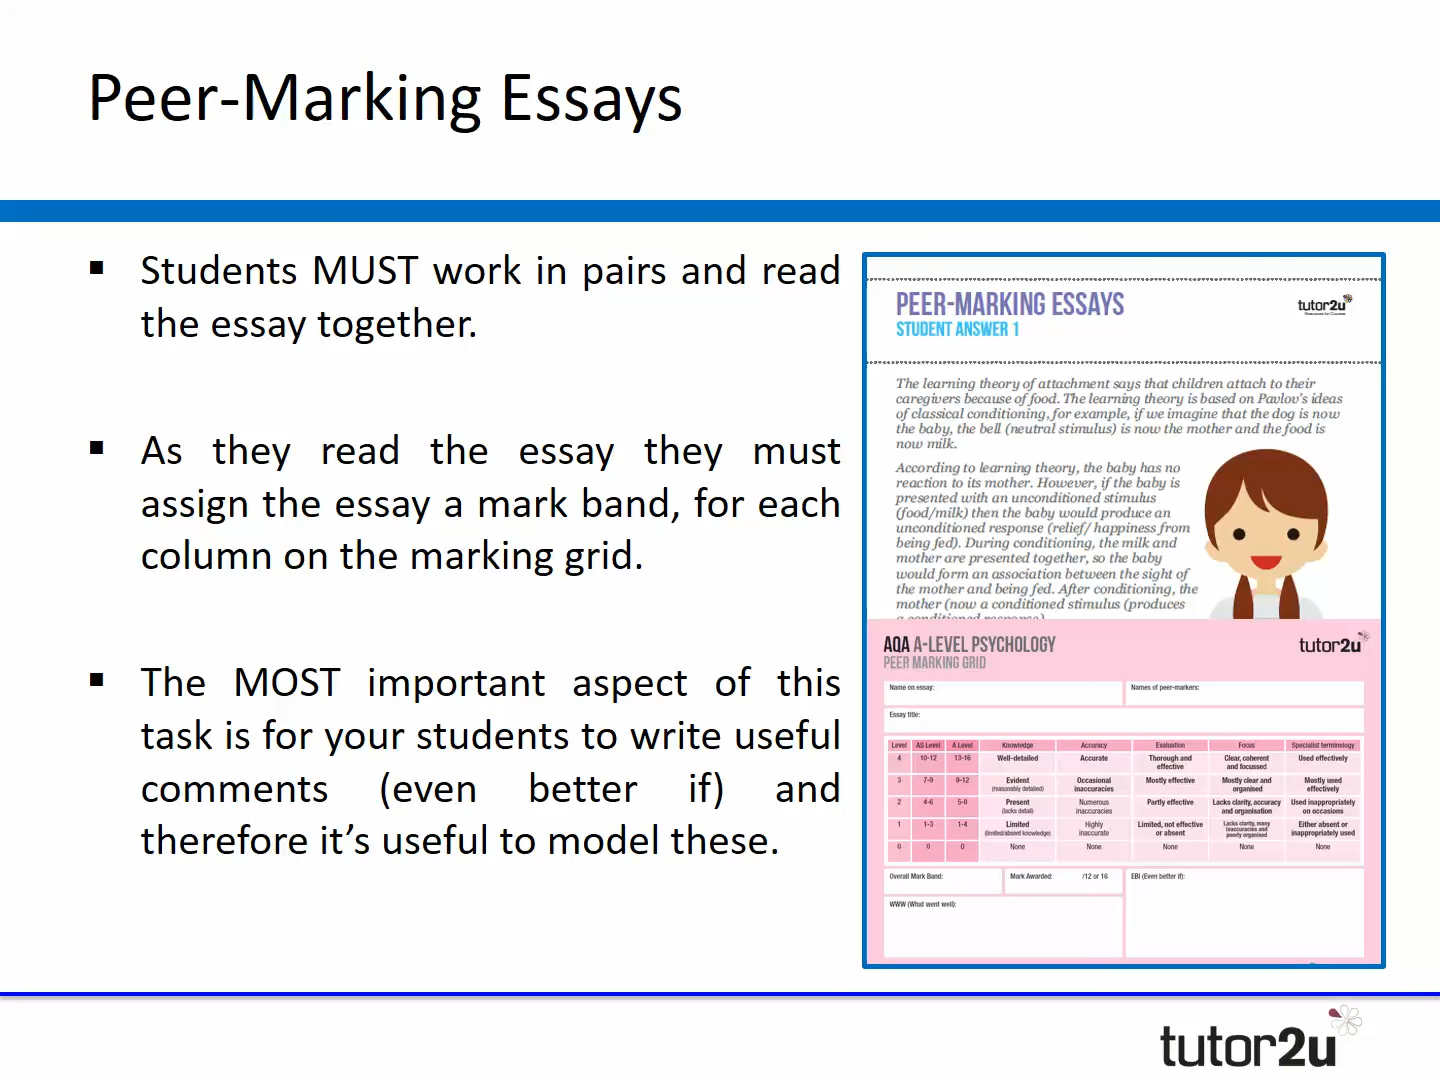 Peer-Marking Essays
Students MUST work in pairs and read
the essay together.
As they read the essay they must
assign the essay a mark band, for each
column on the marking grid.
The MOST important aspect of this
task is for your students to write useful
comments (even better if) and
therefore it's useful to model these.
PEER-MARKING ESSAYS
STUDENT ANSWER 1
tutor2u
The learning theory of attachment says that children attach to their
caregivers because of food. The learning theory is based on Pavlov's ideas
of classical conditioning, for example, if we imagine that the dog is now
the baby, the bell (neutral stimulus) is now the mother and the food is
now milk.
According to learning theory, the baby has no
reaction to its mother. However, if the baby is
presented with an unconditioned stimulus
(food/milk) then the baby would produce an
unconditioned response (relief/ happiness from
being fed). During conditioning, the milk and
mother are presented together, so the baby
would form an association between the sight of
the mother and being fed. After conditioning, the
mother (now a conditioned stimulus (produces
a conditioned response)
AQA A-LEVEL PSYCHOLOGY
PEER MARKING GRID
tutor2u
Name on essay: Names of peer-markers:
Essay title:
Level AS Level A Level Knowledge Accuracy Evaluation Focus Specialist terminology
4 10-12 13-16 Well-detailed Accurate Thorough and effective Clear, coherent and focussed Used effectively
3 7-9 9-12 Evident (reasonably detailed) Occasional inaccuracies Mostly effective Mostly clear and organised Mostly used effectively
2 4-6 5-8 Present (lacks detail) Numerous inaccuracies Partly effective Lacks clarity, accuracy and organisation Used inappropriately on occasions
1 1-3 1-4 Limited (limited/absent knowledge) Highly inaccurate Limited, not effective or absent Lacks clarity, many inaccuracies and poorly organised Either absent or inappropriately used
0 0 0 None None None None None
Overall Mark Band: Mark Awarded: /12 or 16 EBI (Even better if):
WWW (What went well):
tutor2u